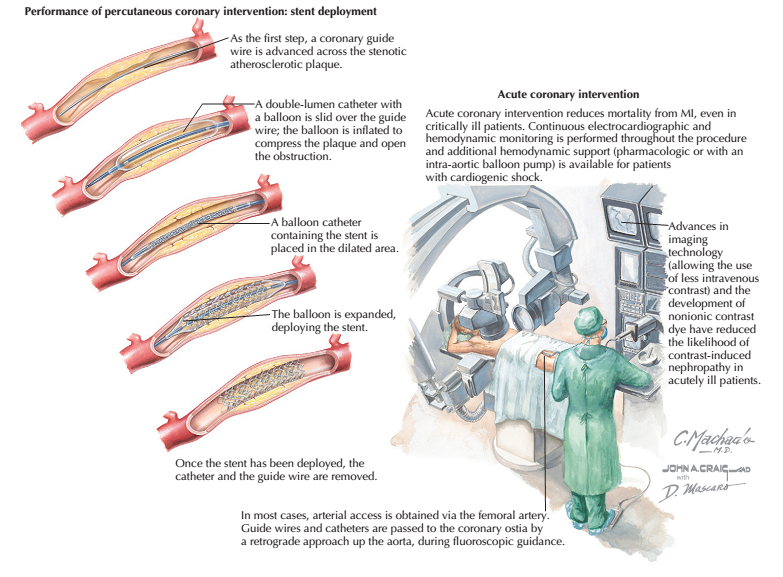 Performance of percutaneous coronary intervention: stent deployment
As the first step, a coronary guide
wire is advanced across the stenotic
atherosclerotic plaque.
A double-lumen catheter with
a balloon is slid over the guide
wire; the balloon is inflated to
compress the plaque and open
the obstruction.
A balloon catheter
containing the stent is
placed in the dilated area.
The balloon is expanded,
deploying the stent.
Once the stent has been deployed, the
catheter and the guide wire are removed.
Acute coronary intervention
Acute coronary intervention reduces mortality from MI, even in
critically ill patients. Continuous electrocardiographic and
hemodynamic monitoring is performed throughout the procedure
and additional hemodynamic support (pharmacologic or with an
intra-aortic balloon pump) is available for patients
with cardiogenic shock.
Advances in
imaging
technology
(allowing the use
of less intravenous
contrast) and the
development of
nonionic contrast
dye have reduced
the likelihood of
contrast-induced
nephropathy in
acutely ill patients.
In most cases, arterial access is obtained via the femoral artery.
Guide wires and catheters are passed to the coronary ostia by
a retrograde approach up the aorta, during fluoroscopic guidance.
C. Machado
M.D.
JOHN A. CRAIG MD
with
D. Mascaro